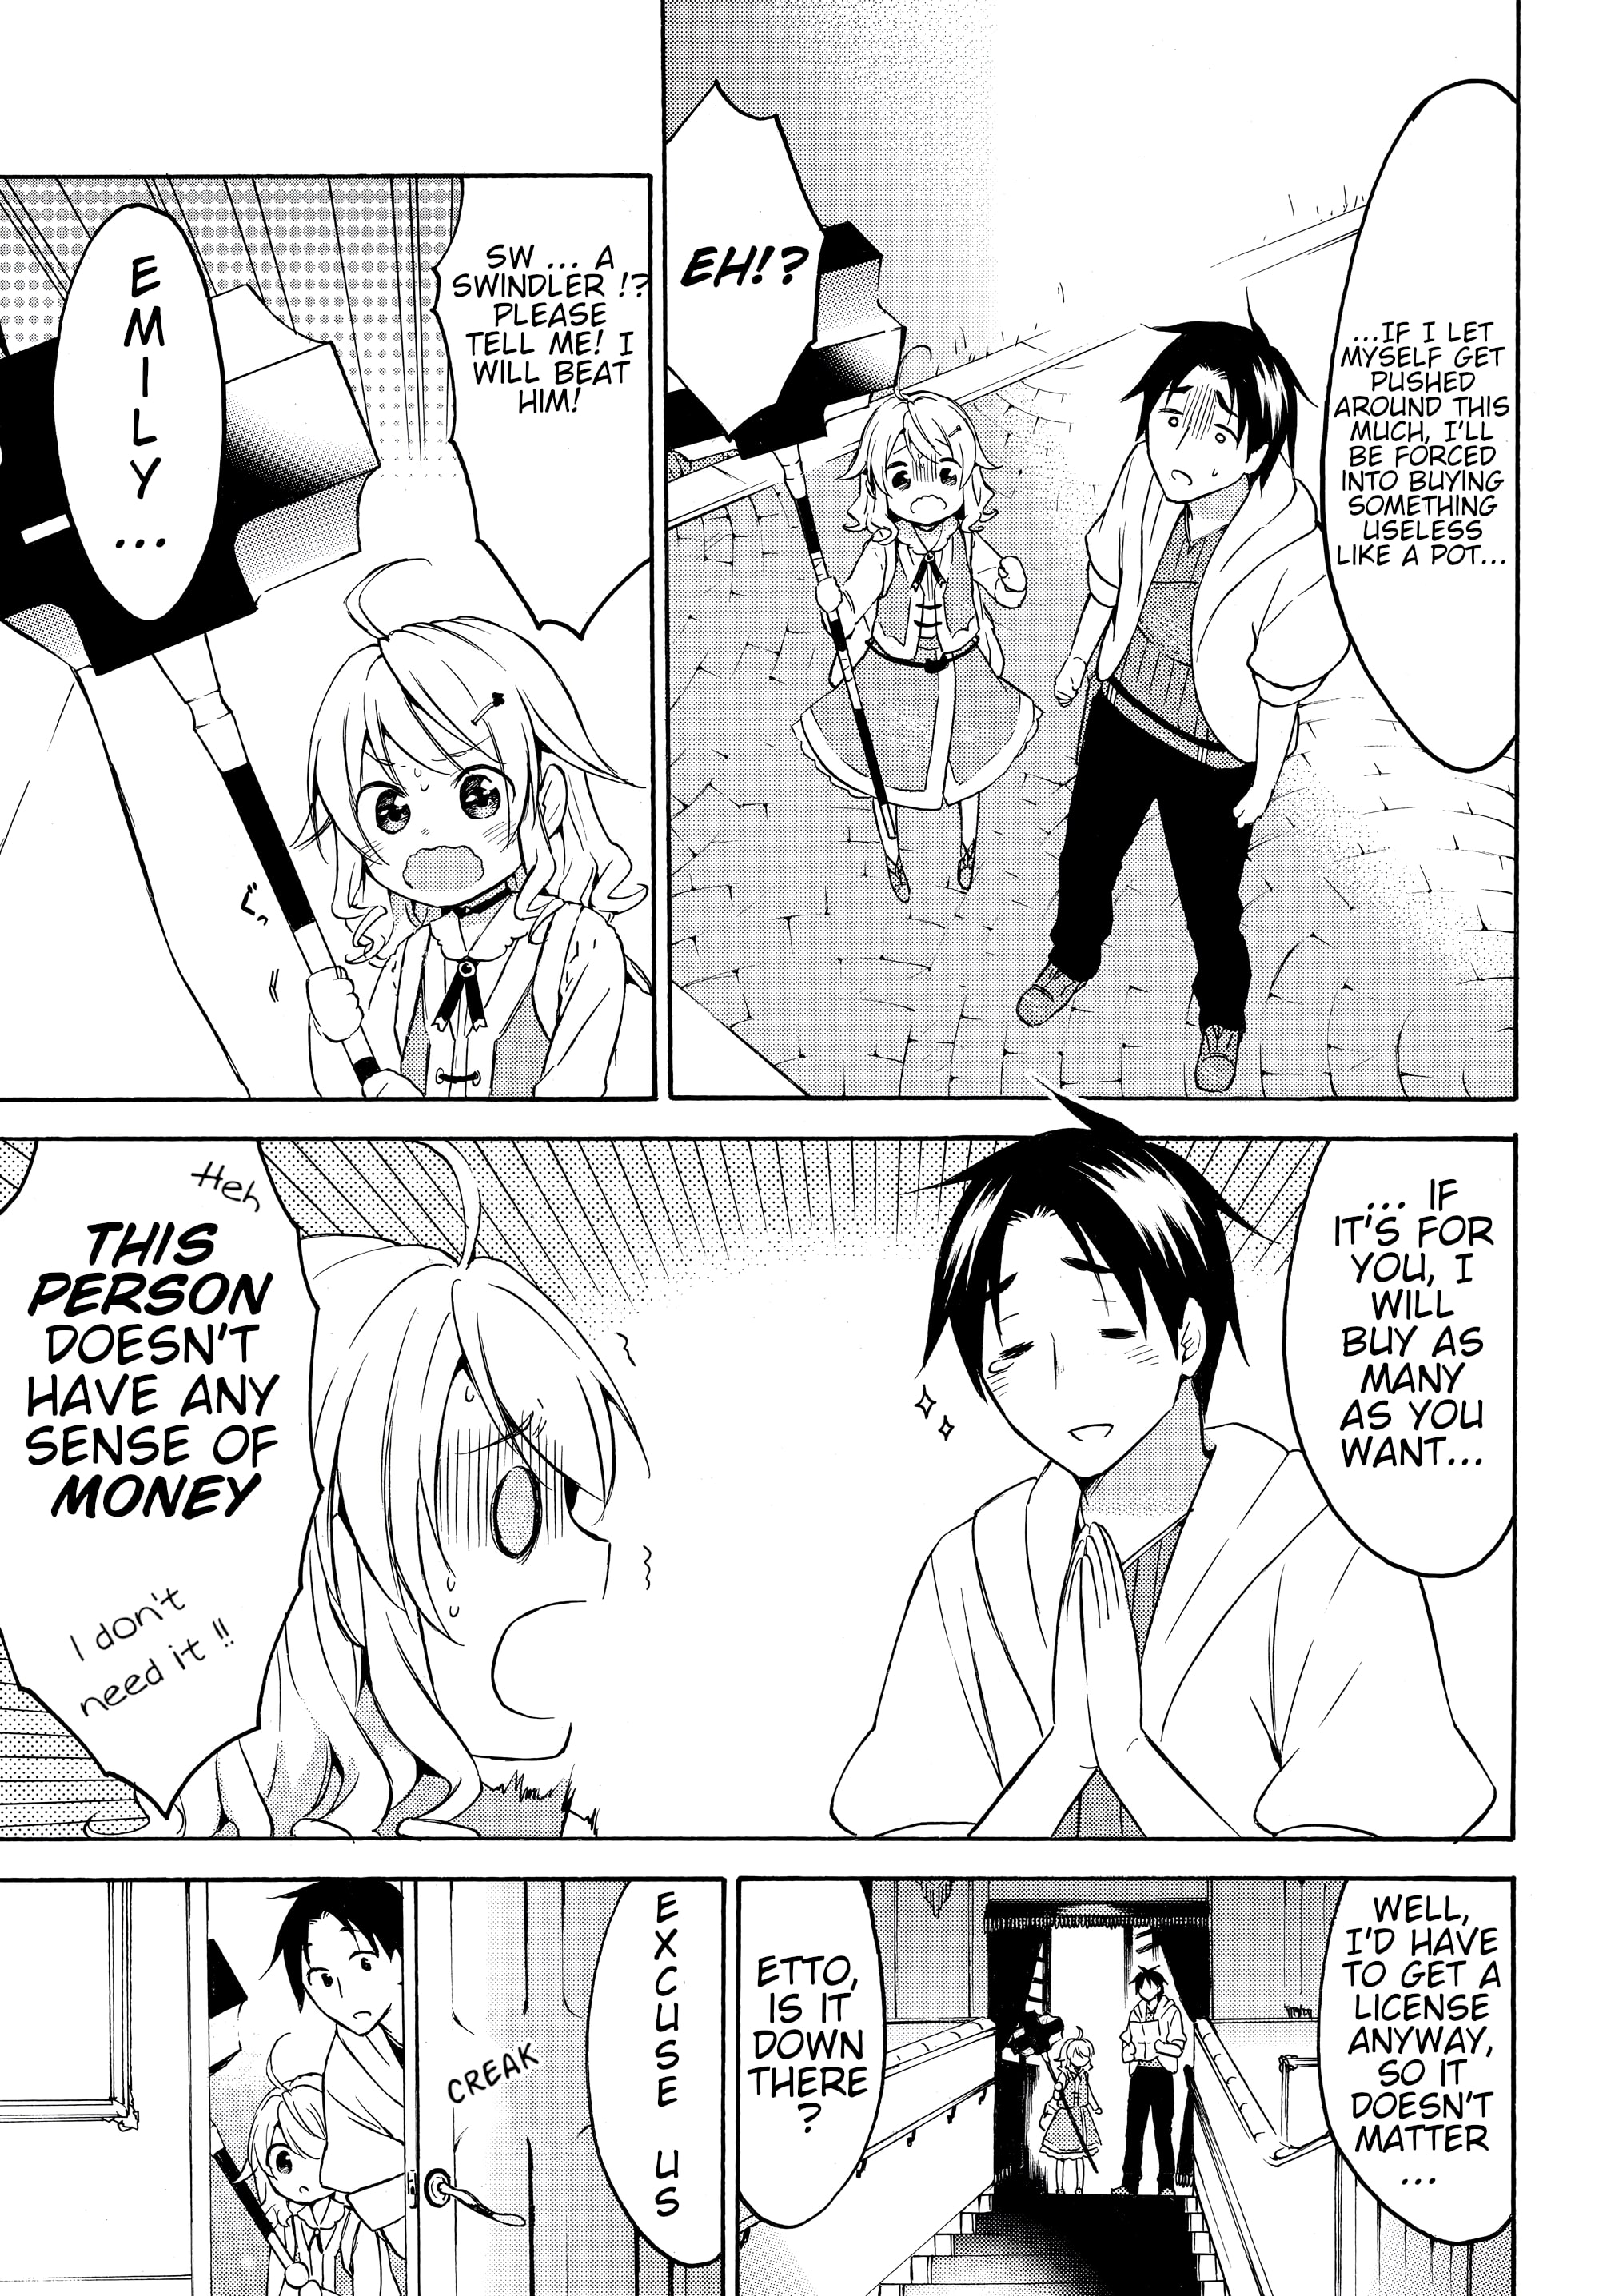 ...IF I LET
MYSELF GET
PUSHED
AROUND THIS
MUCH, I'LL
BE FORCED
INTO BUYING
SOMETHING
USELESS
LIKE A POT...
EH!?
SW ... A
SWINDLER !?
PLEASE
TELL ME! I
WILL BEAT
HIM!
EMILY...
ぐっ
... IF
IT'S FOR
YOU, I
WILL
BUY AS
MANY
AS YOU
WANT...
Heh
THIS
PERSON
DOESN'T
HAVE ANY
SENSE OF
MONEY
I don't
need it !!
WELL,
I'D HAVE
TO GET A
LICENSE
ANYWAY,
SO IT
DOESN'T
MATTER
...
ETTO,
IS IT
DOWN
THERE
?
EXCUSE US
CREAK